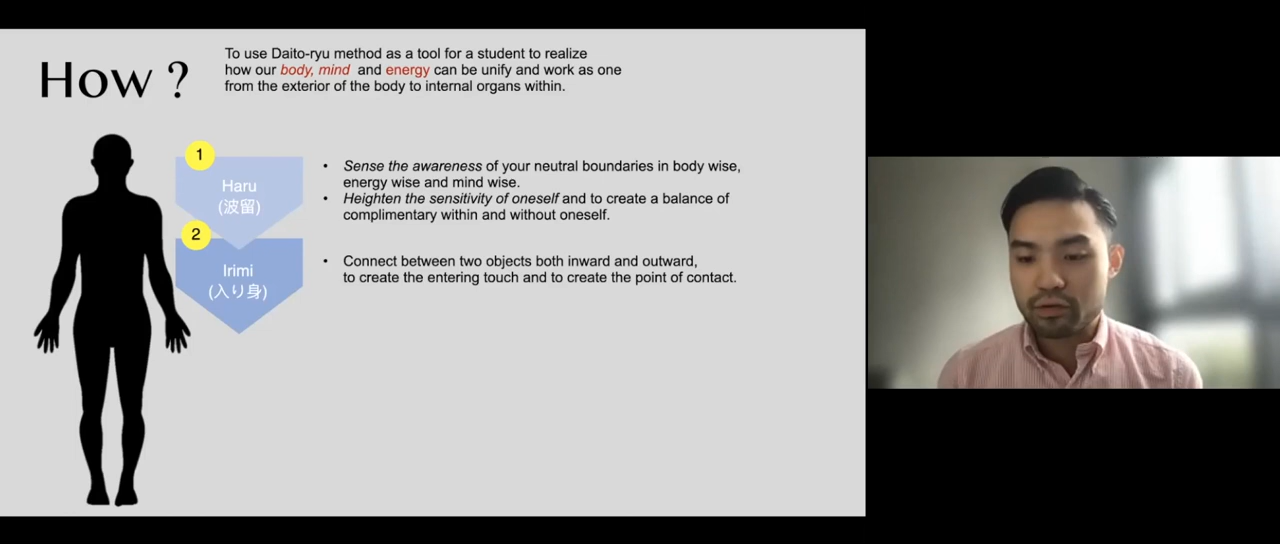 How ?
To use Daito-ryu method as a tool for a student to realize
how our body, mind and energy can be unify and work as one
from the exterior of the body to internal organs within.
1
Haru
(波留)
• Sense the awareness of your neutral boundaries in body wise,
energy wise and mind wise.
• Heighten the sensitivity of oneself and to create a balance of
complimentary within and without oneself.
2
Irimi
(入り身)
• Connect between two objects both inward and outward,
to create the entering touch and to create the point of contact.